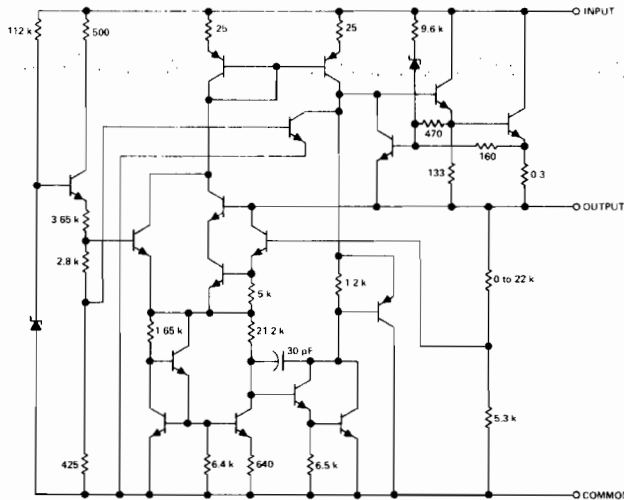 INPUT
112 k
500
25
25
9.6 k
470
160
133
0 3
OUTPUT
3 65 k
2.8 k
5 k
1 2 k
0 to 22 k
1 65 k
21 2 k
30 pF
5.3 k
425
6.4 k
640
6.5 k
COMMON